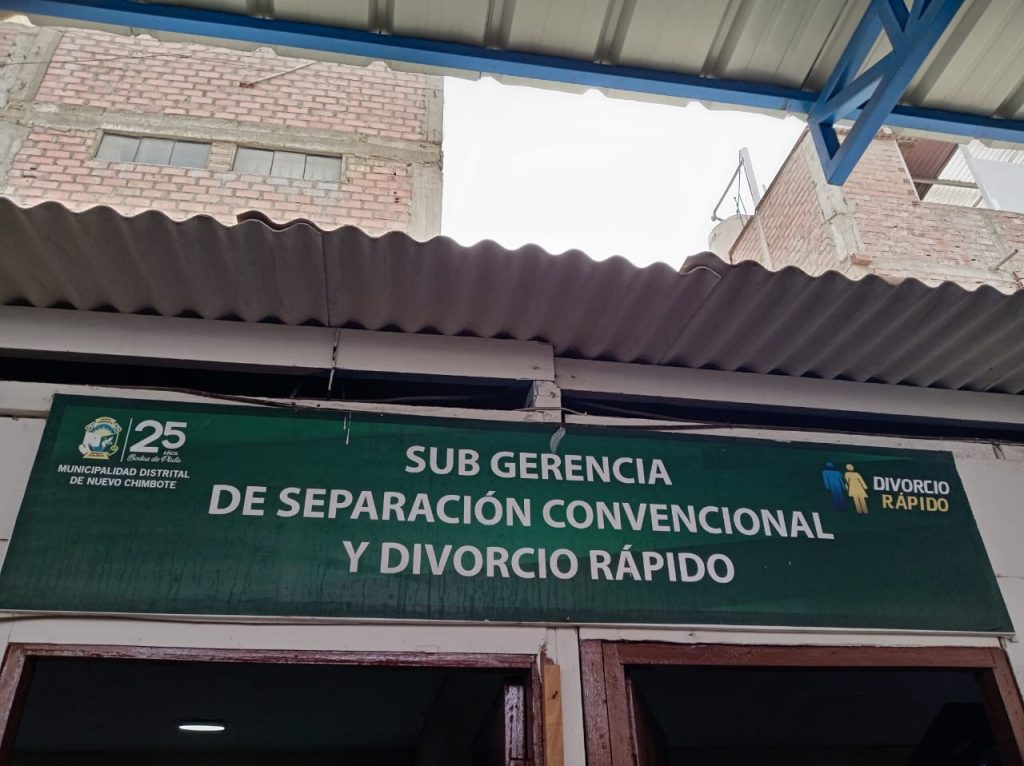 25
AÑOS
Bodas de Plata
MUNICIPALIDAD DISTRITAL
DE NUEVO CHIMBOTE
SUB GERENCIA
DE SEPARACIÓN CONVENCIONAL
Y DIVORCIO RÁPIDO
DIVORCIO
RÁPIDO